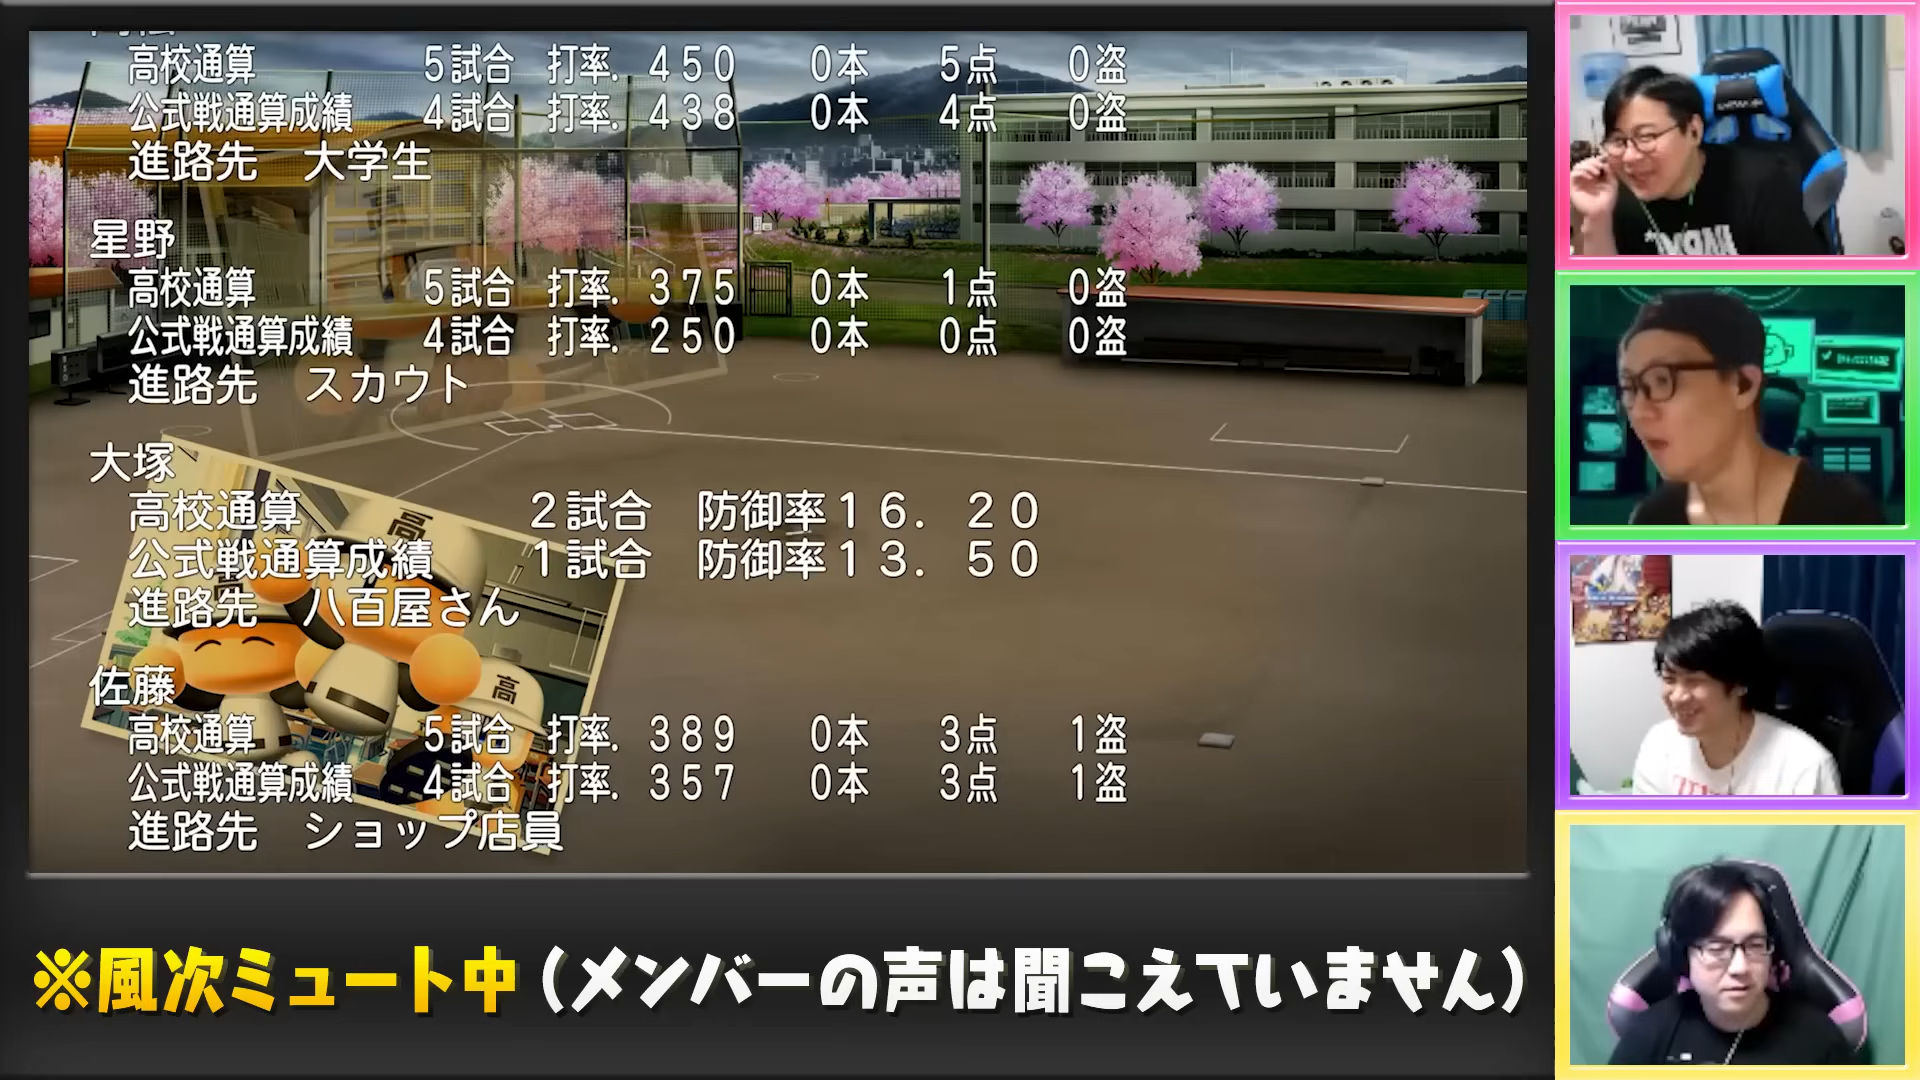 高校通算 5試合 打率.450 0本 5点 0盗
公式戦通算成績 4試合 打率.438 0本 4点 0盗
進路先 大学生
星野
高校通算 5試合 打率.375 0本 1点 0盗
公式戦通算成績 4試合 打率.250 0本 0点 0盗
進路先 スカウト
大塚
高校通算 2試合 防御率16.20
公式戦通算成績 1試合 防御率13.50
進路先 八百屋さん
佐藤
高校通算 5試合 打率.389 0本 3点 1盗
公式戦通算成績 4試合 打率.357 0本 3点 1盗
進路先 ショップ店員
高
高
※風次ミュート中(メンバーの声は聞こえていません)